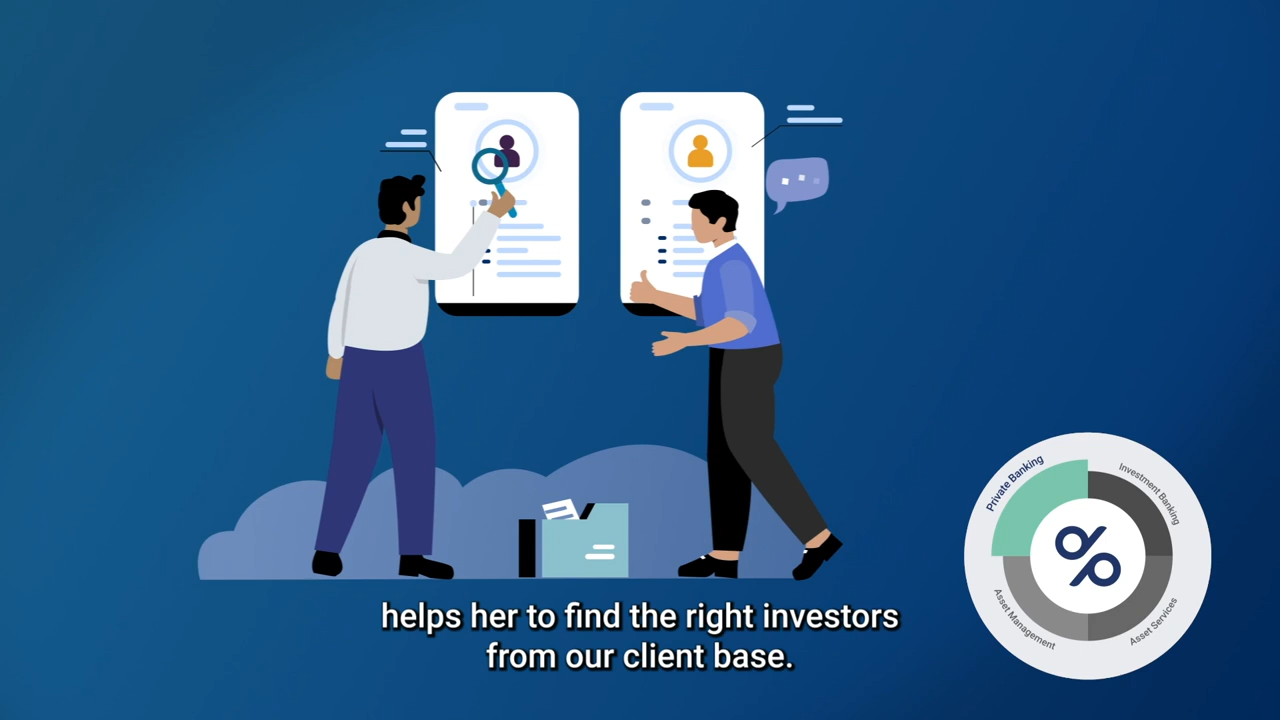 Private Banking
Investment Banking
Asset Management
Asset Services
%
helps her to find the right investors
from our client base.